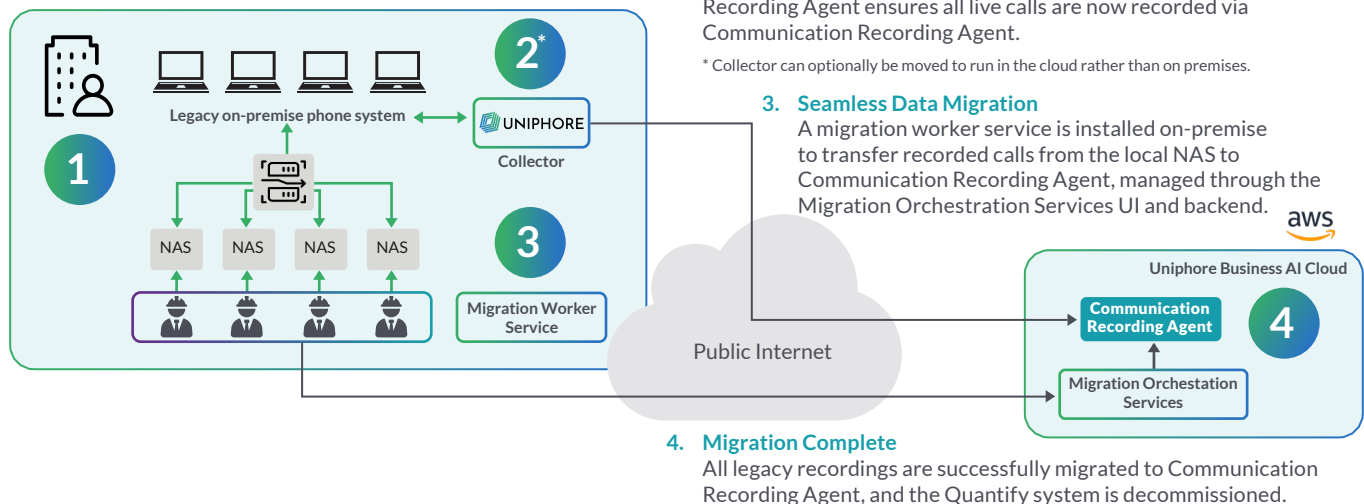 Recording Agent ensures all live calls are now recorded via
Communication Recording Agent.
* Collector can optionally be moved to run in the cloud rather than on premises.
1
2*
Legacy on-premise phone system
UNIPHORE
Collector
NAS
NAS
NAS
NAS
3
Migration Worker
Service
3. Seamless Data Migration
A migration worker service is installed on-premise
to transfer recorded calls from the local NAS to
Communication Recording Agent, managed through the
Migration Orchestration Services UI and backend.
aws
Public Internet
Uniphore Business AI Cloud
Communication
Recording Agent
4
Migration Orchestation
Services
4. Migration Complete
All legacy recordings are successfully migrated to Communication
Recording Agent, and the Quantify system is decommissioned.